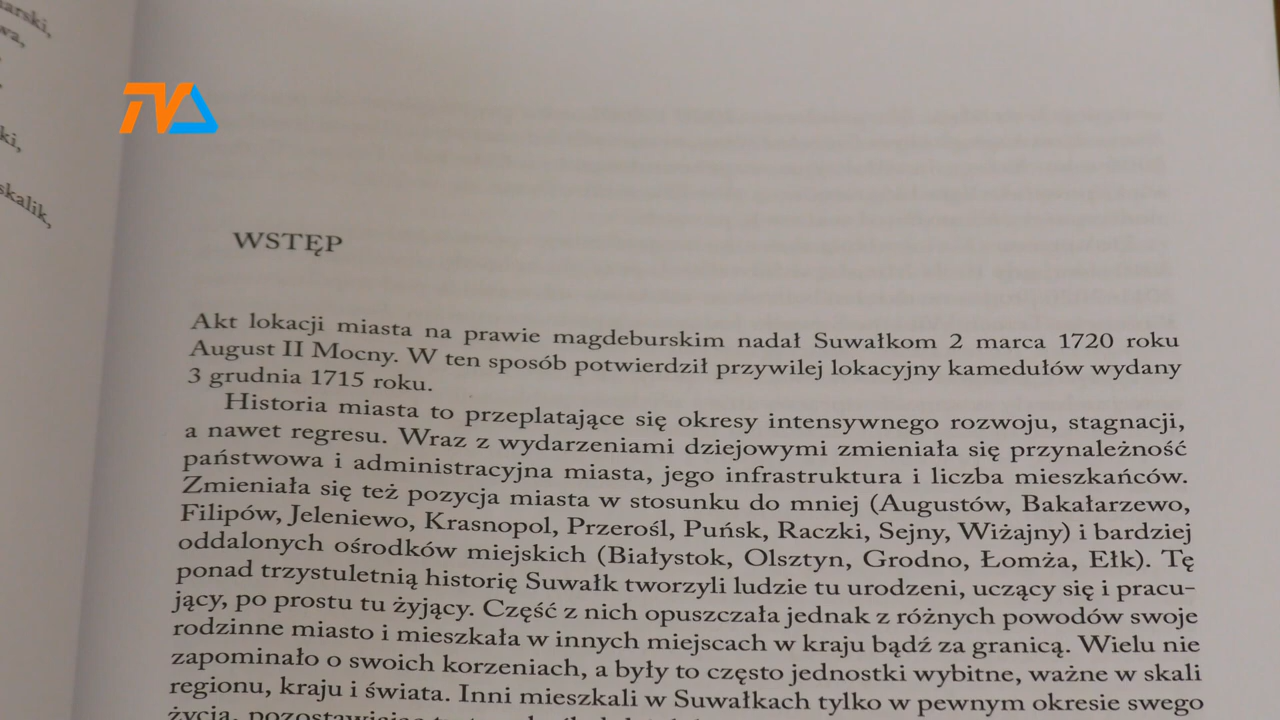 arski,
wa,
ki,
skalik,
TVA
WSTĘP
Akt lokacji miasta na prawie magdeburskim nadał Suwałkom 2 marca 1720 roku
August II Mocny. W ten sposób potwierdził przywilej lokacyjny kamedułów wydany
3 grudnia 1715 roku.
Historia miasta to przeplatające się okresy intensywnego rozwoju, stagnacji,
a nawet regresu. Wraz z wydarzeniami dziejowymi zmieniała się przynależność
państwowa i administracyjna miasta, jego infrastruktura i liczba mieszkańców.
Zmieniała się też pozycja miasta w stosunku do mniej (Augustów, Bakałarzewo,
Filipów, Jeleniewo, Krasnopol, Przerośl, Puńsk, Raczki, Sejny, Wiżajny) i bardziej
oddalonych ośrodków miejskich (Białystok, Olsztyn, Grodno, Łomża, Ełk). Tę
ponad trzystuletnią historię Suwałk tworzyli ludzie tu urodzeni, uczący się i pracu-
jący, po prostu tu żyjący. Część z nich opuszczała jednak z różnych powodów swoje
rodzinne miasto i mieszkała w innych miejscach w kraju bądź za granicą. Wielu nie
zapominało o swoich korzeniach, a były to często jednostki wybitne, ważne w skali
regionu, kraju i świata. Inni mieszkali w Suwałkach tylko w pewnym okresie swego
życia, pozostawiając